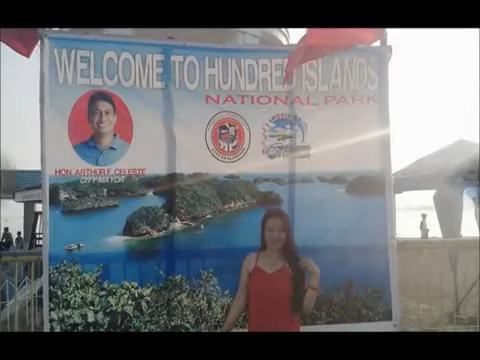 WELCOME TO HUNDRED ISLANDS
NATIONAL PARK
HON. ARTHUR F. CELESTE
CITY MAYOR